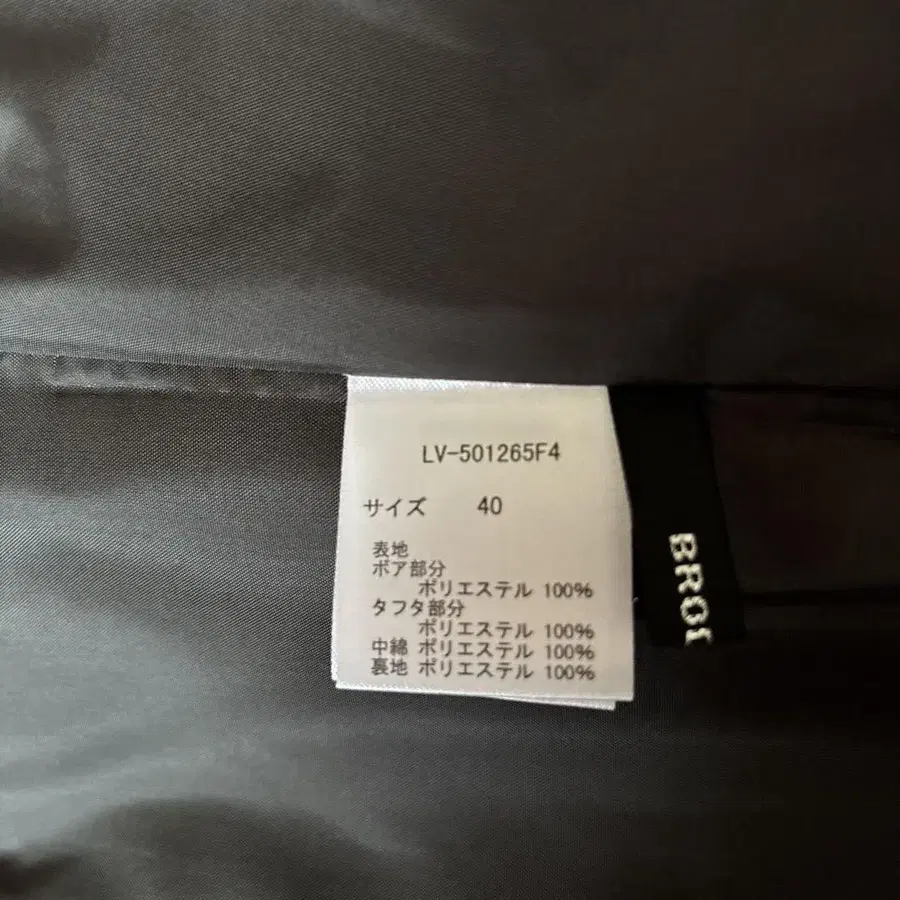 LV-501265F4
サイズ 40
表地
ボア部分
ポリエステル 100%
タフタ部分
ポリエステル 100%
中綿 ポリエステル 100%
裏地 ポリエステル 100%